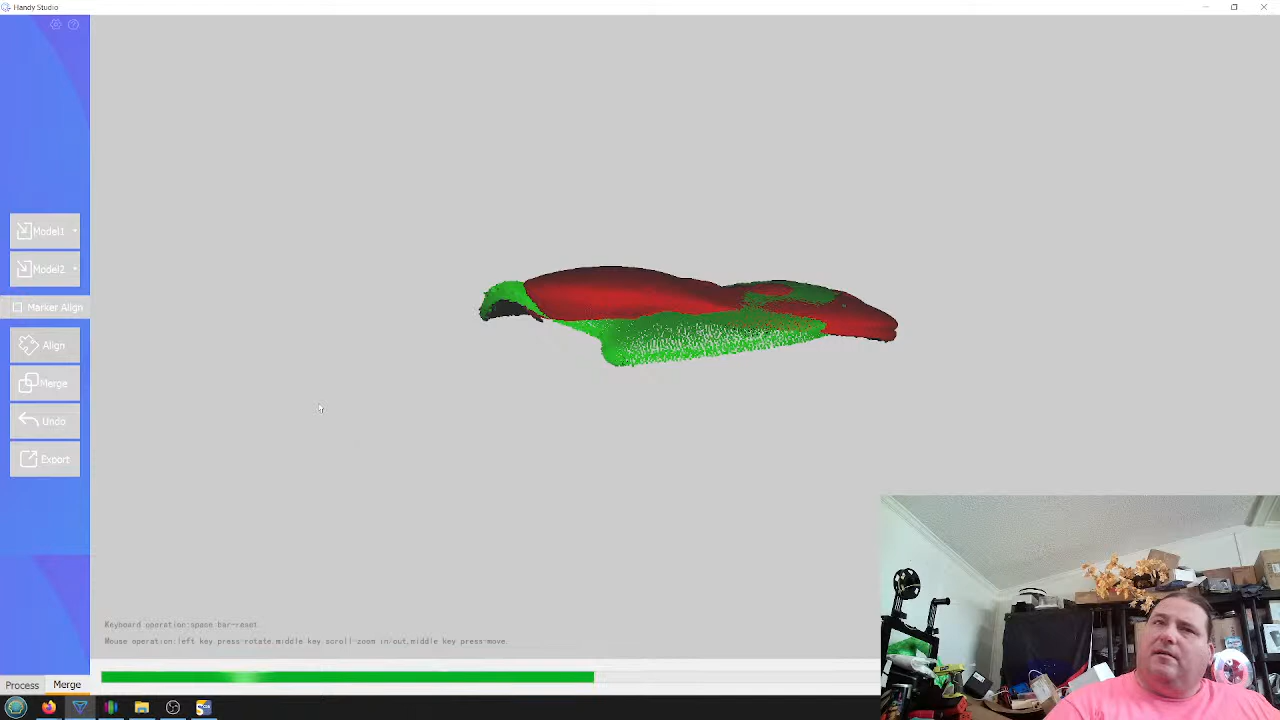 Handy Studio
Model1
Model2
Marker Align
Align
Merge
Undo
Export
Keyboard operation:space bar-reset.
Mouse operation:left key press-rotate,middle key scroll-zoom in/out,middle key press-move.
Process
Merge